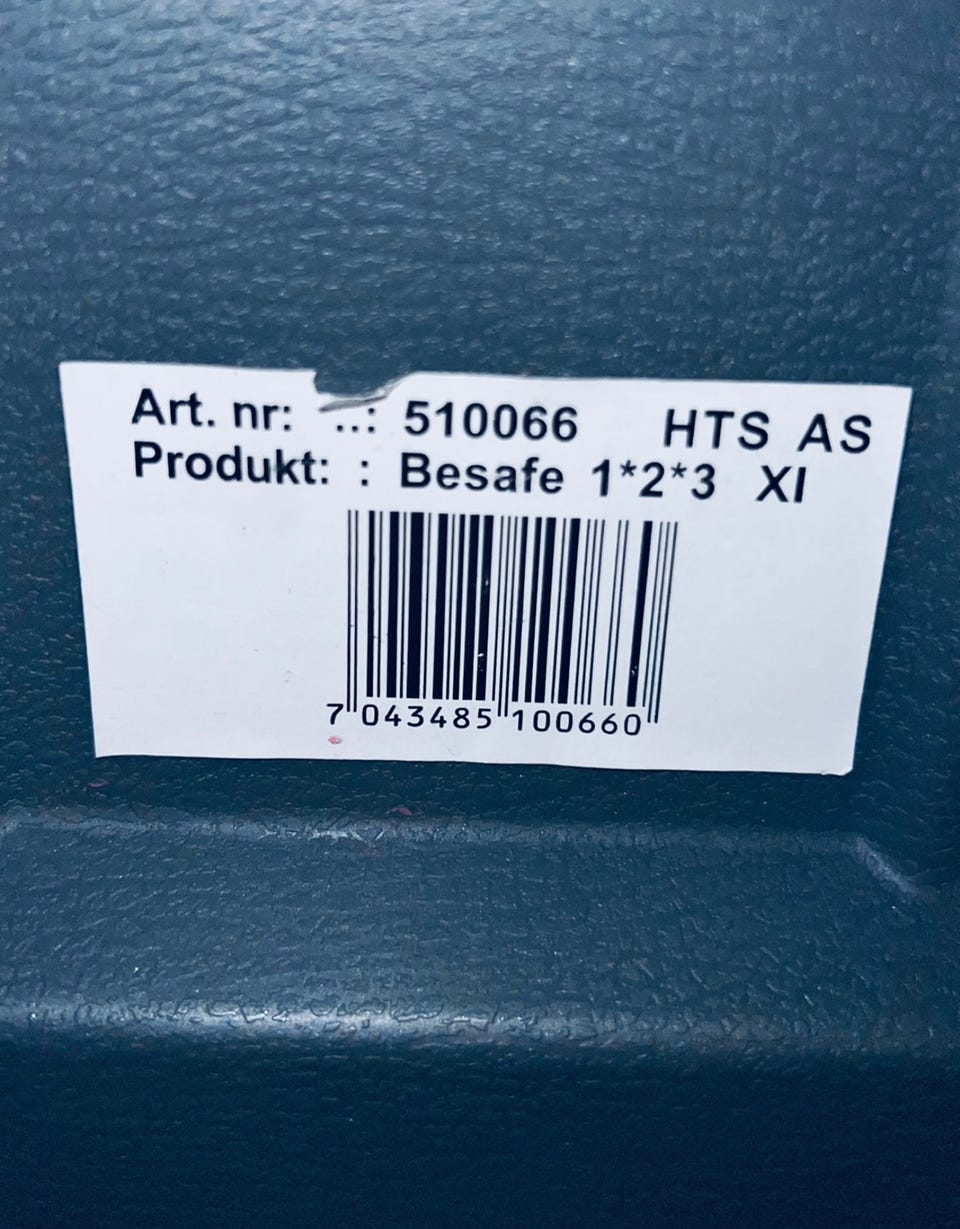 Art. nr: ..: 510066 HTS AS
Produkt: : Besafe 1*2*3 XI
7 043485 100660